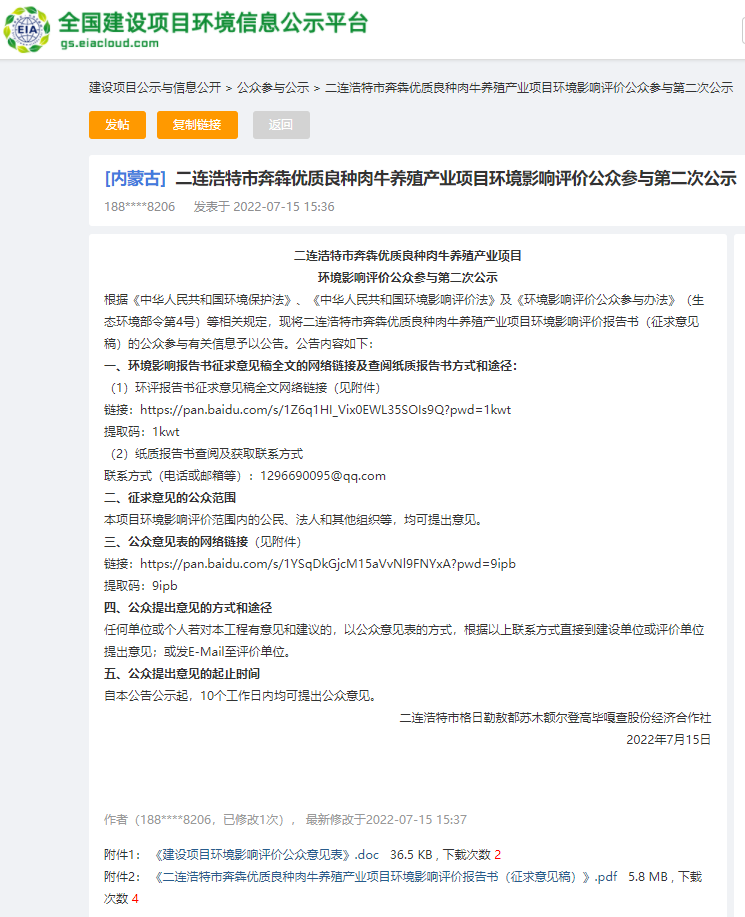 EIA
全国建设项目环境信息公示平台
gs.eiacloud.com
建设项目公示与信息公开 > 公众参与公示 > 二连浩特市奔犇优质良种肉牛养殖产业项目环境影响评价公众参与第二次公示
发帖 复制链接 返回
[内蒙古] 二连浩特市奔犇优质良种肉牛养殖产业项目环境影响评价公众参与第二次公示
188****8206 发表于 2022-07-15 15:36
二连浩特市奔犇优质良种肉牛养殖产业项目
环境影响评价公众参与第二次公示
根据《中华人民共和国环境保护法》、《中华人民共和国环境影响评价法》及《环境影响评价公众参与办法》（生
态环境部令第4号）等相关规定，现将二连浩特市奔犇优质良种肉牛养殖产业项目环境影响评价报告书（征求意见
稿）的公众参与有关信息予以公告。公告内容如下：
一、环境影响报告书征求意见稿全文的网络链接及查阅纸质报告书方式和途径：
（1）环评报告书征求意见稿全文网络链接（见附件）
链接：https://pan.baidu.com/s/1Z6q1HI_Vix0EWL35SOIs9Q?pwd=1kwt
提取码：1kwt
（2）纸质报告书查阅及获取联系方式
联系方式（电话或邮箱等）：1296690095@qq.com
二、征求意见的公众范围
本项目环境影响评价范围内的公民、法人和其他组织等，均可提出意见。
三、公众意见表的网络链接（见附件）
链接：https://pan.baidu.com/s/1YSqDkGjcM15aVvNl9FNYxA?pwd=9ipb
提取码：9ipb
四、公众提出意见的方式和途径
任何单位或个人若对本工程有意见和建议的，以公众意见表的方式，根据以上联系方式直接到建设单位或评价单位
提出意见；或发E-Mail至评价单位。
五、公众提出意见的起止时间
自本公告公示起，10个工作日内均可提出公众意见。
二连浩特市格日勒敖都苏木额尔登高毕嘎查股份经济合作社
2022年7月15日
作者（188****8206，已修改1次），最新修改于2022-07-15 15:37
附件1： 《建设项目环境影响评价公众意见表》.doc 36.5 KB , 下载次数 2
附件2： 《二连浩特市奔犇优质良种肉牛养殖产业项目环境影响评价报告书（征求意见稿）》.pdf 5.8 MB , 下载
次数 4